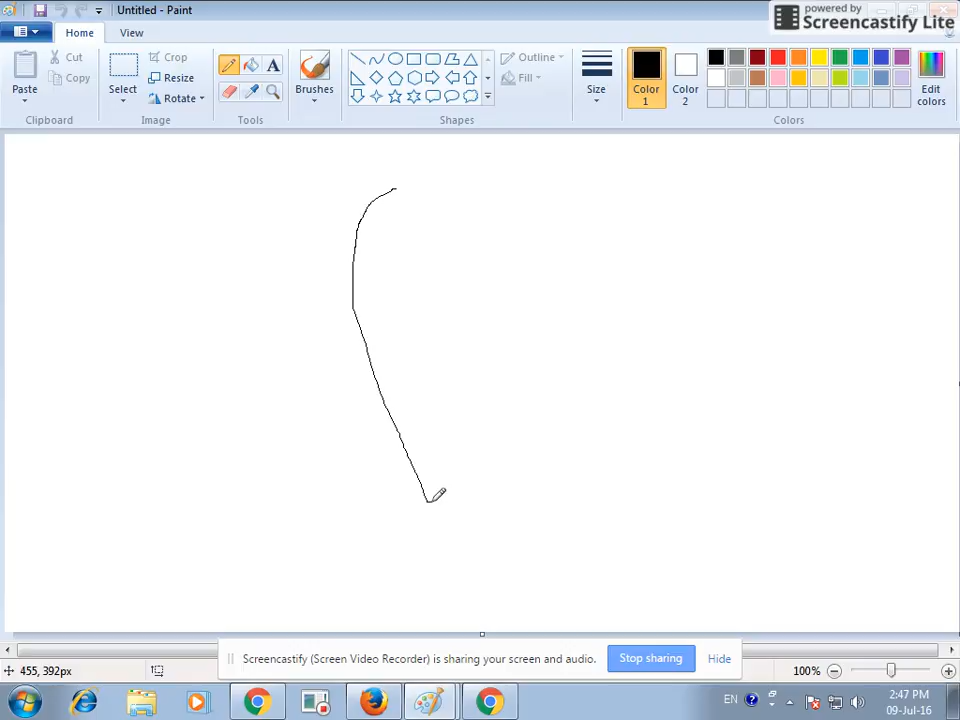 Untitled - Paint
powered by
Screencastify Lite
Home
View
Paste
Cut
Copy
Clipboard
Select
Crop
Resize
Rotate
Image
A
Tools
Brushes
Outline
Fill
Shapes
Size
Color
1
Color
2
Edit
colors
Colors
455, 392px
Screencastify (Screen Video Recorder) is sharing your screen and audio.
Stop sharing
Hide
100%
EN
2:47 PM
09-Jul-16